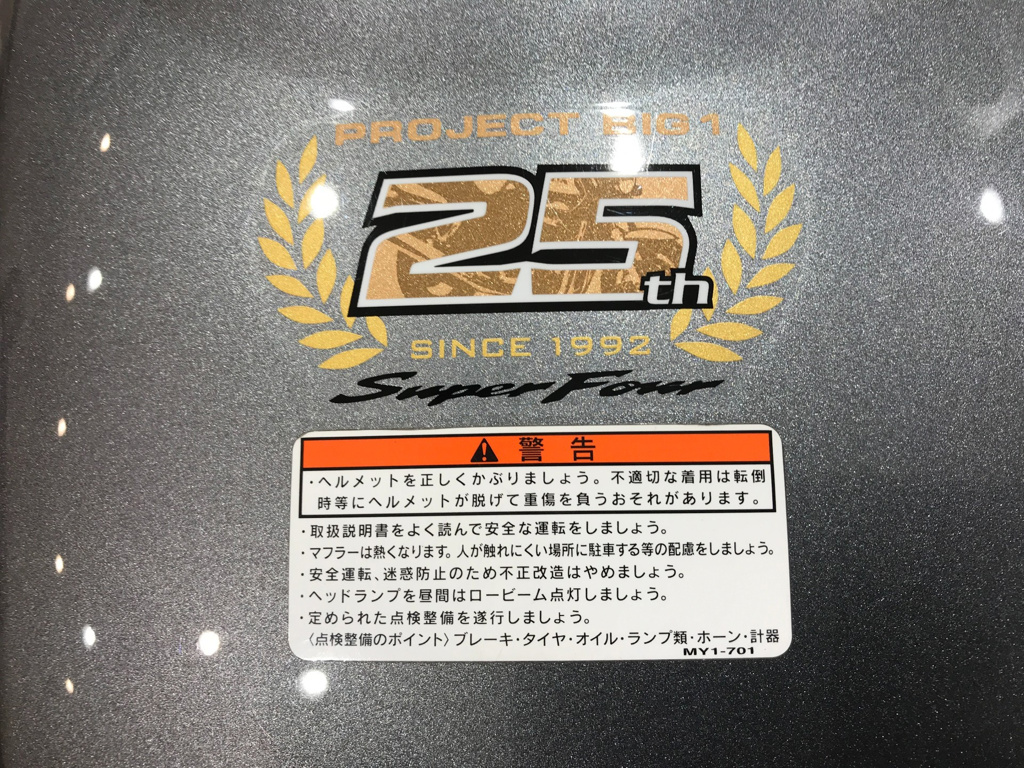 PROJECT BIG1
25th
SINCE 1992
Super Four
警告
・ヘルメットを正しくかぶりましょう。不適切な着用は転倒
時等にヘルメットが脱げて重傷を負うおそれがあります。
・取扱説明書をよく読んで安全な運転をしましょう。
・マフラーは熱くなります。人が触れにくい場所に駐車する等の配慮をしましょう。
・安全運転、迷惑防止のため不正改造はやめましょう。
・ヘッドランプを昼間はロービーム点灯しましょう。
・定められた点検整備を遂行しましょう。
〈点検整備のポイント〉ブレーキ・タイヤ・オイル・ランプ類・ホーン・計器
MY1-701